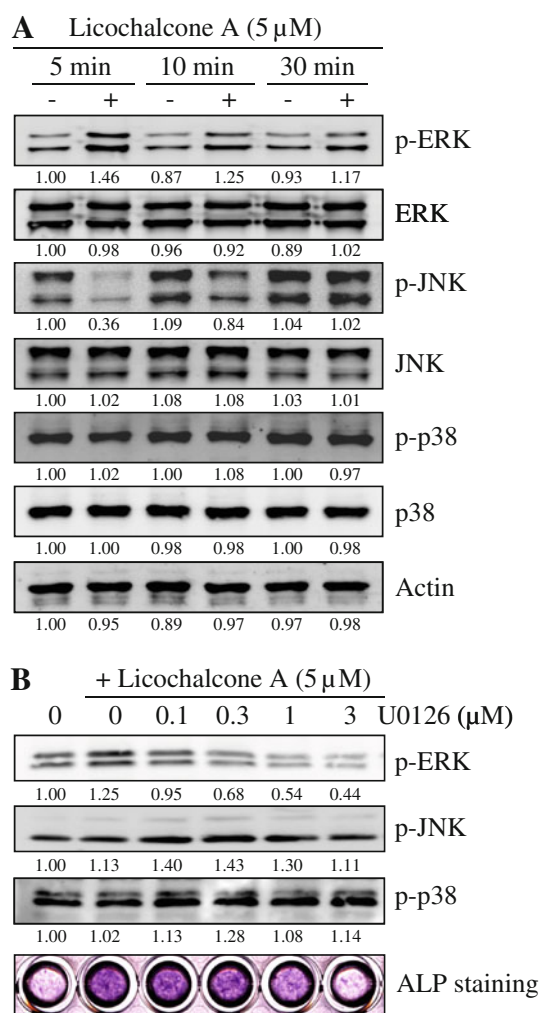 A Licochalcone A (5 µM)
5 min 10 min 30 min
- + - + - +
p-ERK
1.00 1.46 0.87 1.25 0.93 1.17
ERK
1.00 0.98 0.96 0.92 0.89 1.02
p-JNK
1.00 0.36 1.09 0.84 1.04 1.02
JNK
1.00 1.02 1.08 1.08 1.03 1.01
p-p38
1.00 1.02 1.00 1.08 1.00 0.97
p38
1.00 1.00 0.98 0.98 1.00 0.98
Actin
1.00 0.95 0.89 0.97 0.97 0.98
B + Licochalcone A (5 µM)
0 0 0.1 0.3 1 3 U0126 (µM)
p-ERK
1.00 1.25 0.95 0.68 0.54 0.44
p-JNK
1.00 1.13 1.40 1.43 1.30 1.11
p-p38
1.00 1.02 1.13 1.28 1.08 1.14
ALP staining